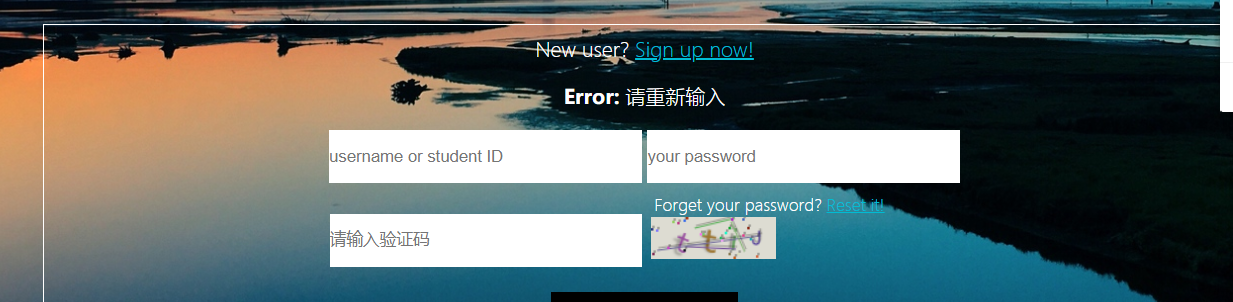 New user? Sign up now!
Error: 请重新输入
username or student ID your password
Forget your password? Reset it!
请输入验证码